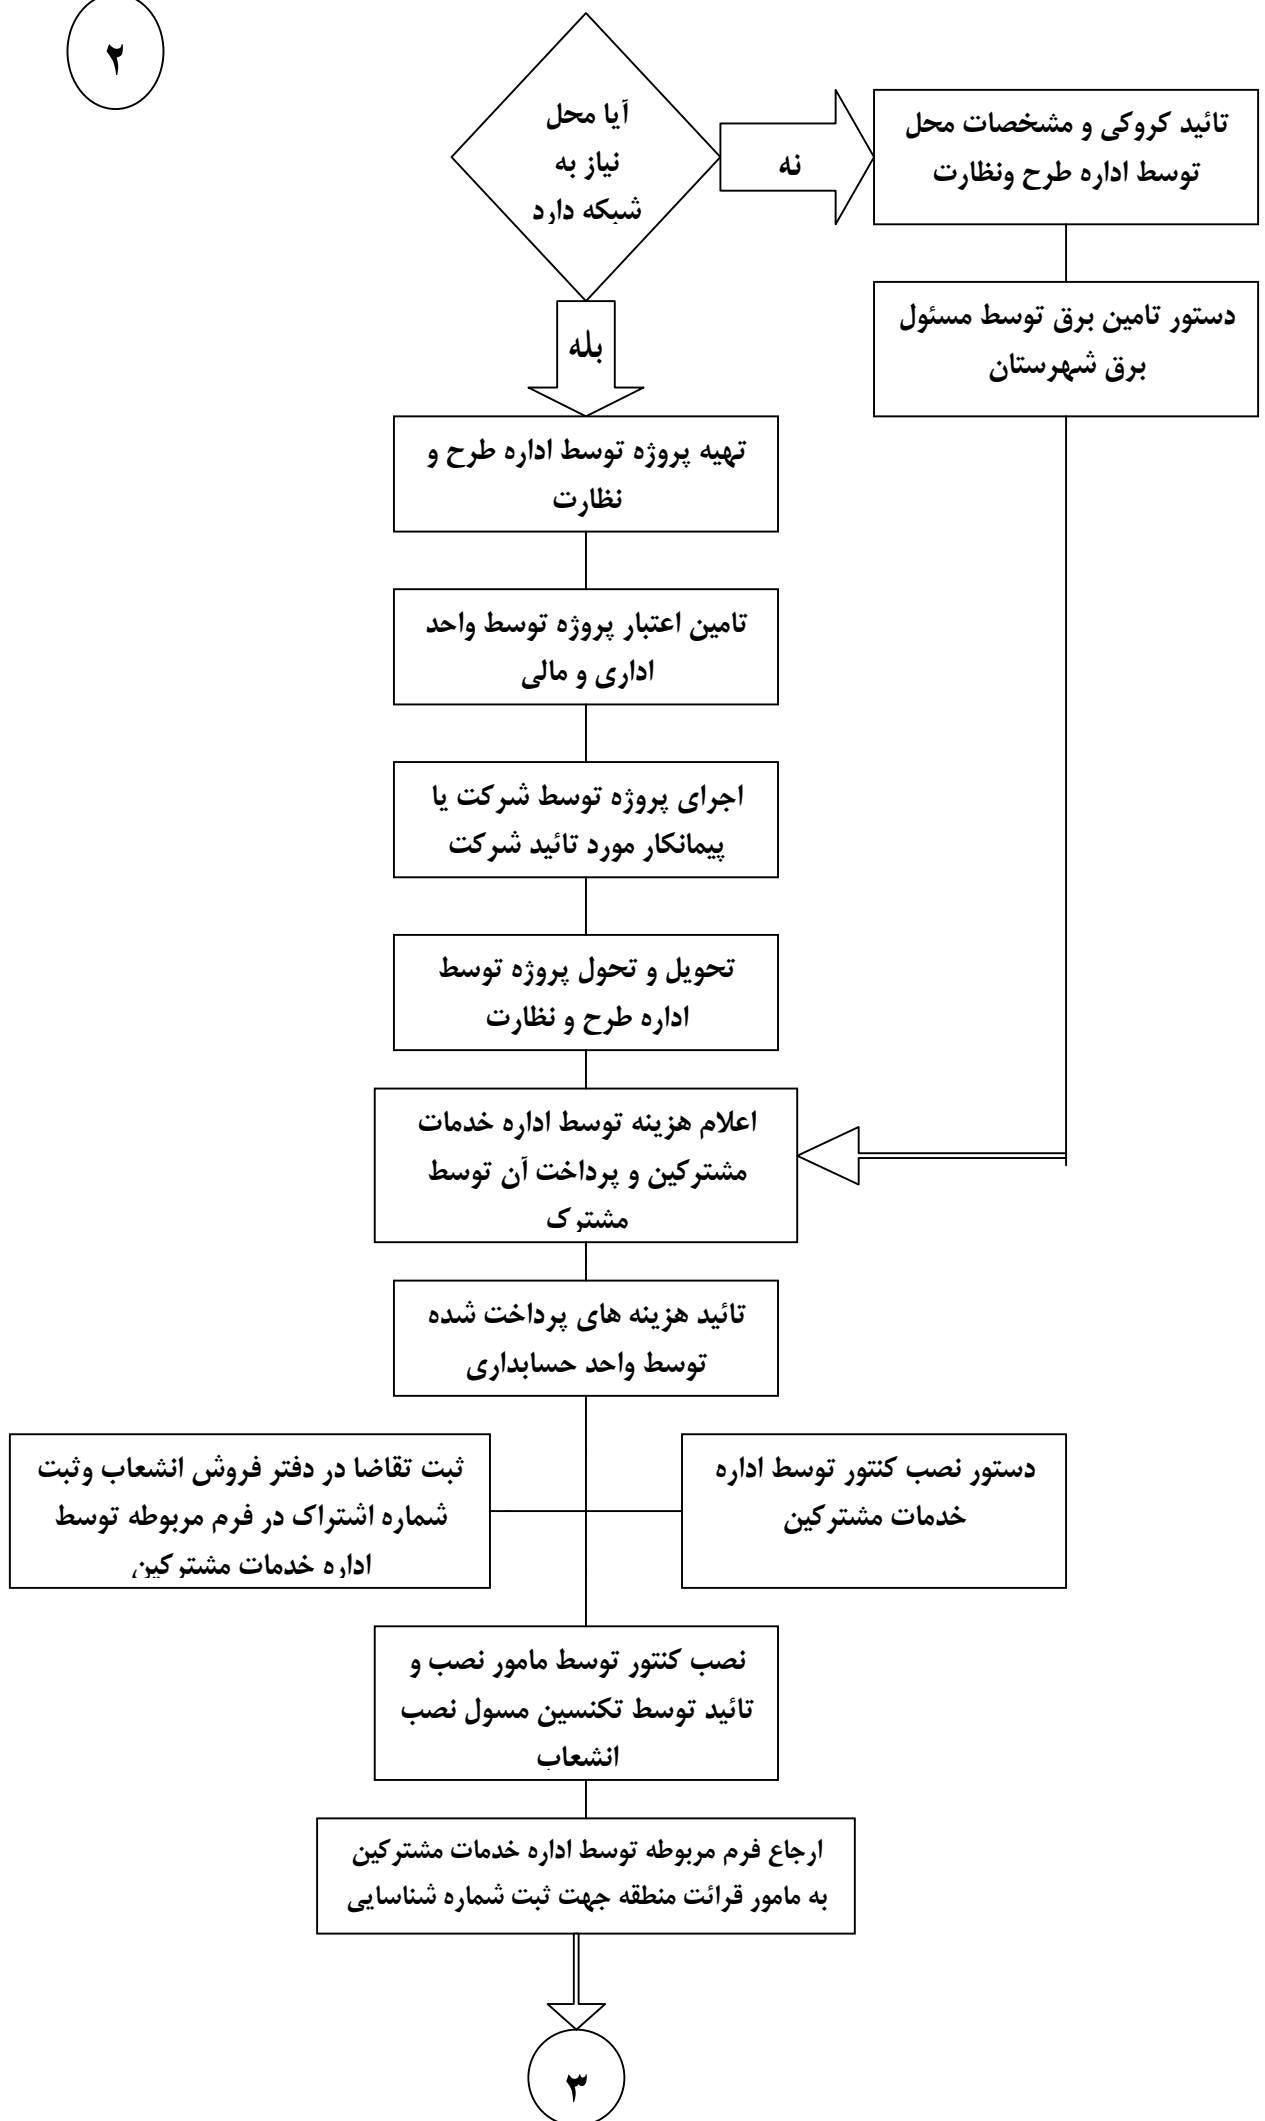 ۲
آیا محل
نیاز به
شبکه دارد
نه
تائید کروکی و مشخصات محل
توسط اداره طرح ونظارت
دستور تامین برق توسط مسئول
برق شهرستان
بله
تهیه پروژه توسط اداره طرح و
نظارت
تامین اعتبار پروژه توسط واحد
اداری و مالی
اجرای پروژه توسط شرکت یا
پیمانکار مورد تائید شرکت
تحویل و تحول پروژه توسط
اداره طرح و نظارت
اعلام هزینه توسط اداره خدمات
مشترکین و پرداخت آن توسط
مشترک
تائید هزینه های پرداخت شده
توسط واحد حسابداری
دستور نصب کنتور توسط اداره
خدمات مشترکین
ثبت تقاضا در دفتر فروش انشعاب وثبت
شماره اشتراک در فرم مربوطه توسط
اداره خدمات مشترکین
نصب کنتور توسط مامور نصب و
تائید توسط تکنسین مسول نصب
انشعاب
ارجاع فرم مربوطه توسط اداره خدمات مشترکین
به مامور قرائت منطقه جهت ثبت شماره شناسایی
۳